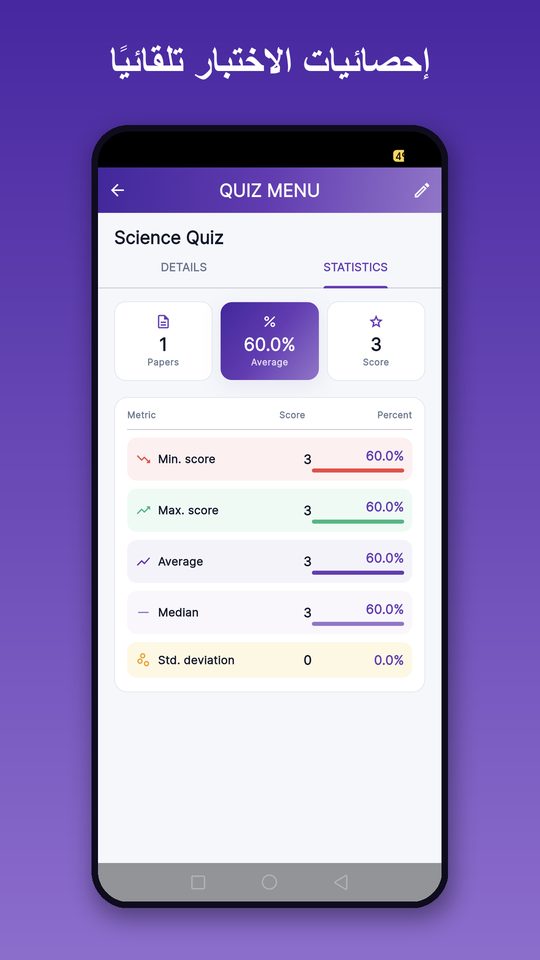 إحصائيات الاختبار تلقائيًا
QUIZ MENU
Science Quiz
DETAILS STATISTICS
1 60.0% 3
Papers Average Score
Metric Score Percent
Min. score 3 60.0%
Max. score 3 60.0%
Average 3 60.0%
Median 3 60.0%
Std. deviation 0 0.0%